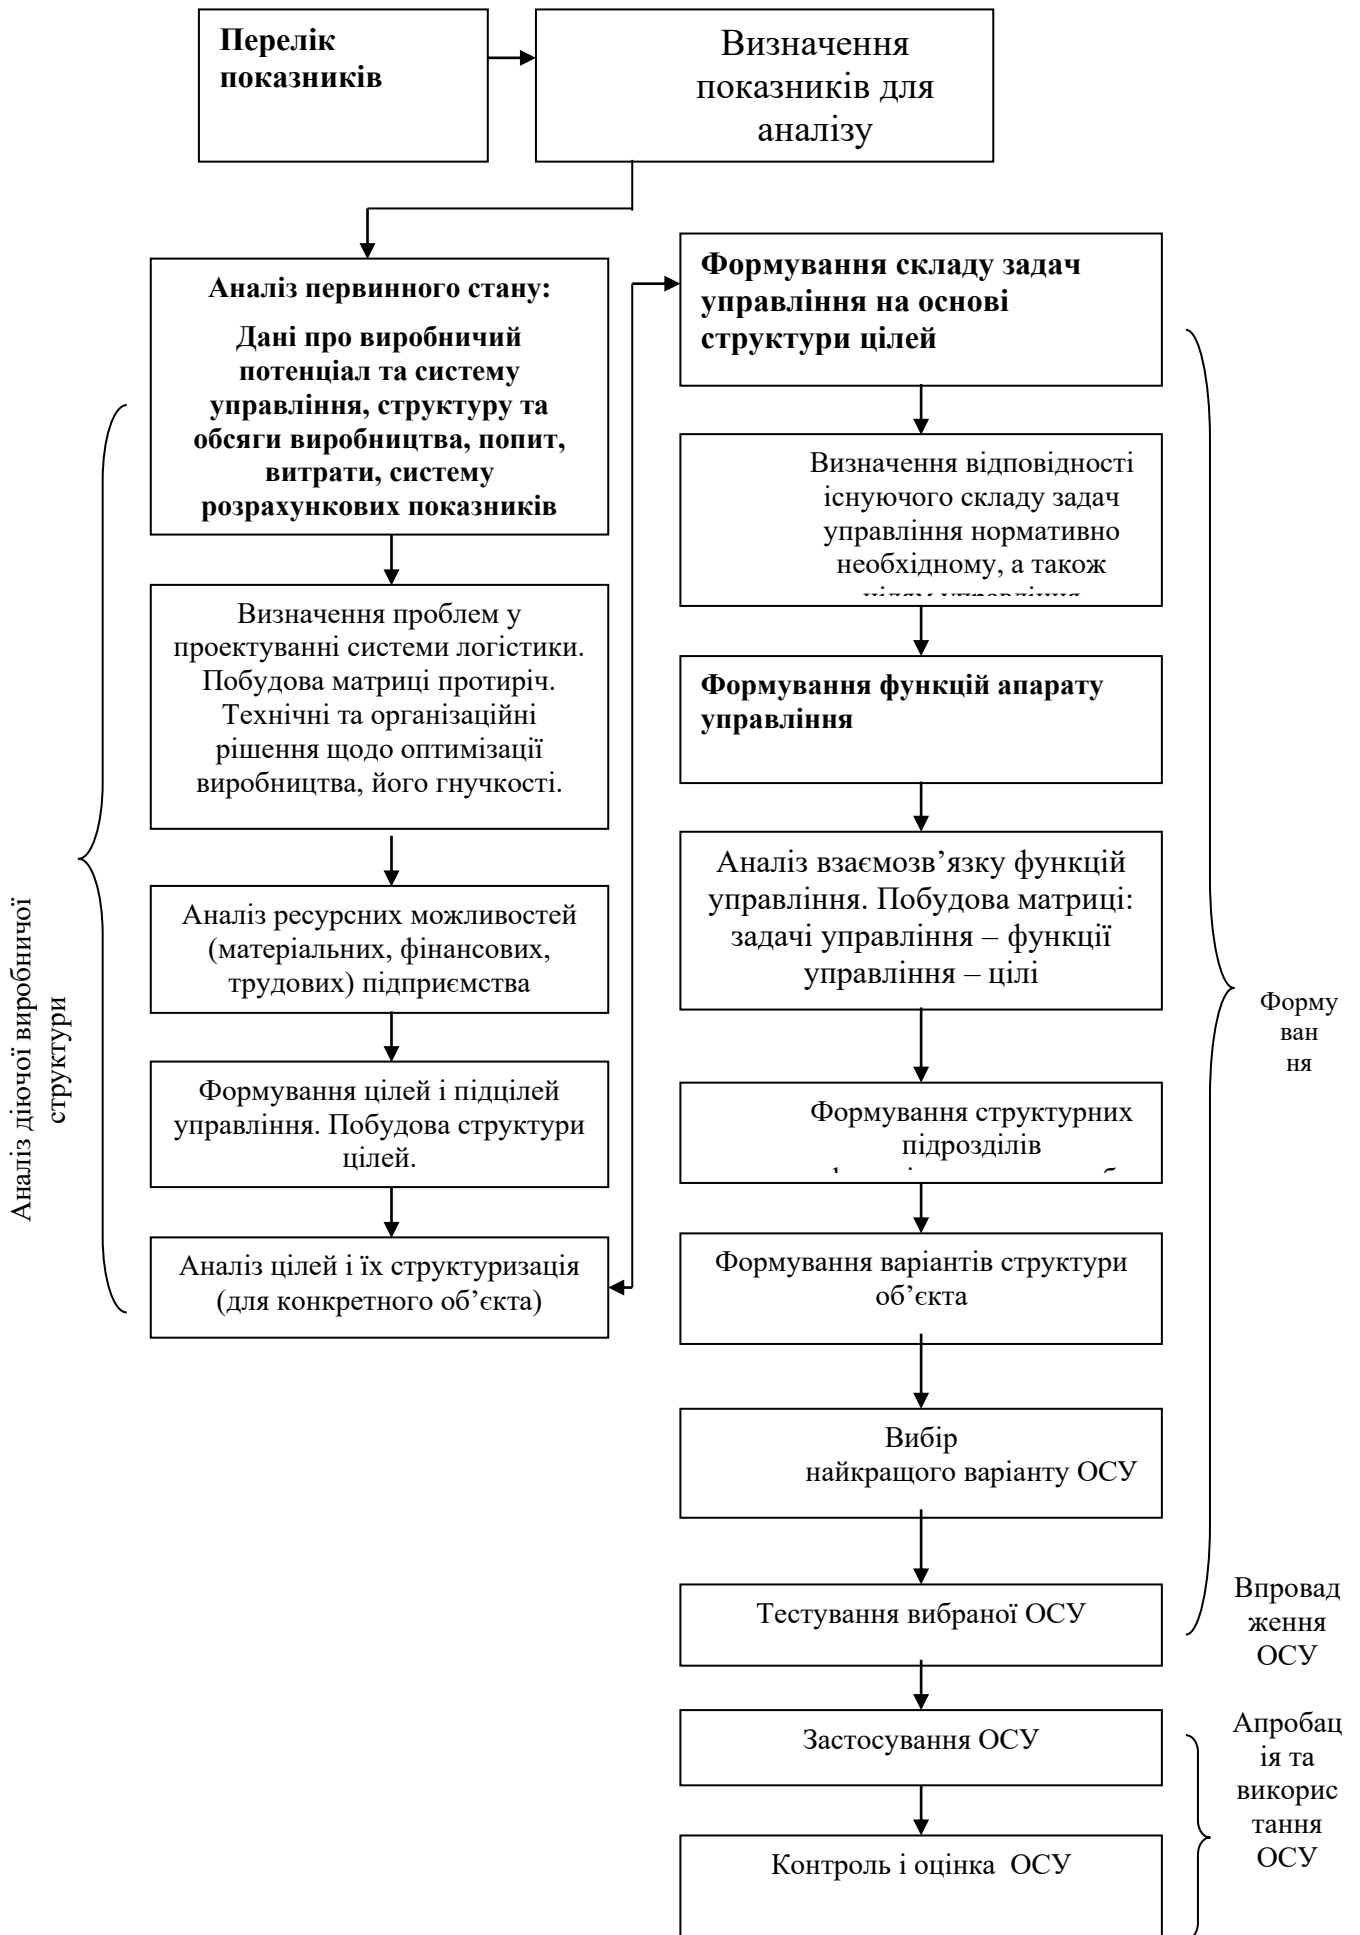 Перелік
показників
Визначення
показників для
аналізу
Аналіз первинного стану:
Дані про виробничий
потенціал та систему
управління, структуру та
обсяги виробництва, попит,
витрати, систему
розрахункових показників
Визначення проблем у
проектуванні системи логістики.
Побудова матриці протиріч.
Технічні та організаційні
рішення щодо оптимізації
виробництва, його гнучкості.
Аналіз ресурсних можливостей
(матеріальних, фінансових,
трудових) підприємства
Формування цілей і підцілей
управління. Побудова структури
цілей.
Аналіз цілей і їх структуризація
(для конкретного об’єкта)
Аналіз діючої виробничої
структури
Формування складу задач
управління на основі
структури цілей
Визначення відповідності
існуючого складу задач
управління нормативно
необхідному, а також
цілям управління
Формування функцій апарату
управління
Аналіз взаємозв’язку функцій
управління. Побудова матриці:
задачі управління – функції
управління – цілі
Формування структурних
підрозділів
Формування варіантів структури
об’єкта
Вибір
найкращого варіанту ОСУ
Тестування вибраної ОСУ
Застосування ОСУ
Контроль і оцінка ОСУ
Форму
ван
ня
Впровад
ження
ОСУ
Апробац
ія та
викорис
тання
ОСУ